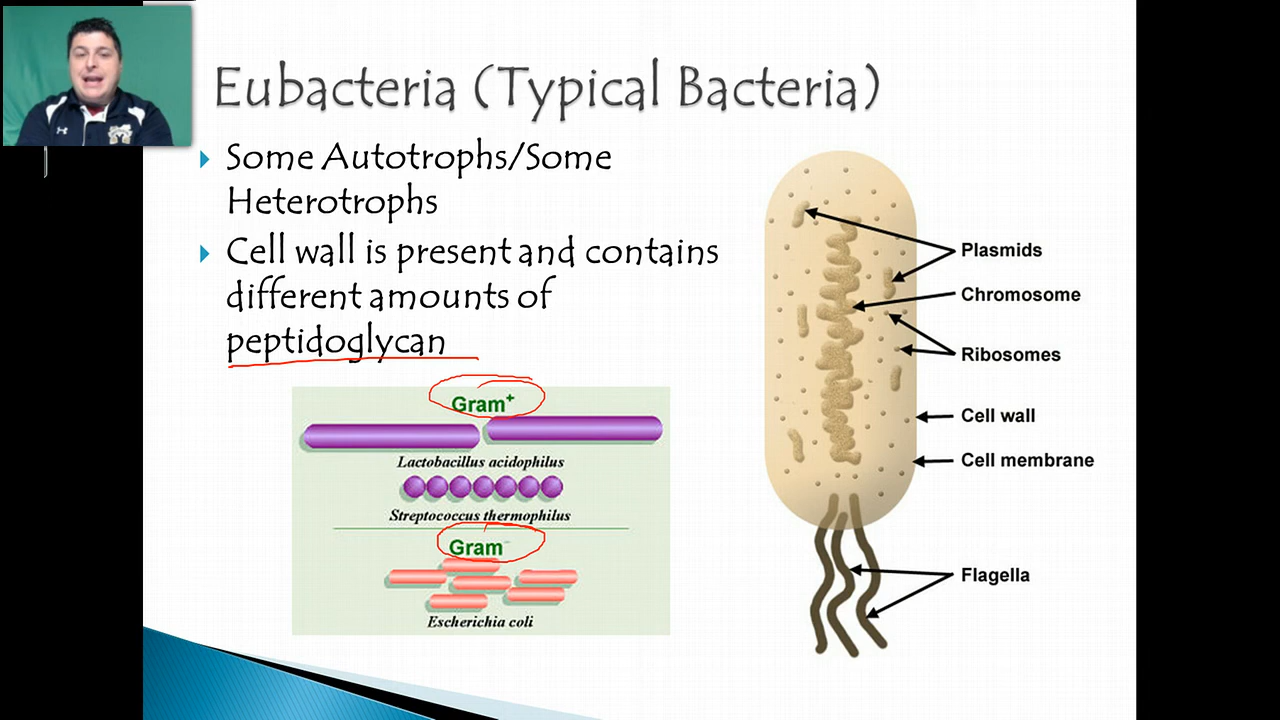 Eubacteria (Typical Bacteria)
Some Autotrophs/Some
Heterotrophs
Cell wall is present and contains
different amounts of
peptidoglycan
Gram+
Lactobacillus acidophilus
Streptococcus thermophilus
Gram-
Escherichia coli
Plasmids
Chromosome
Ribosomes
Cell wall
Cell membrane
Flagella